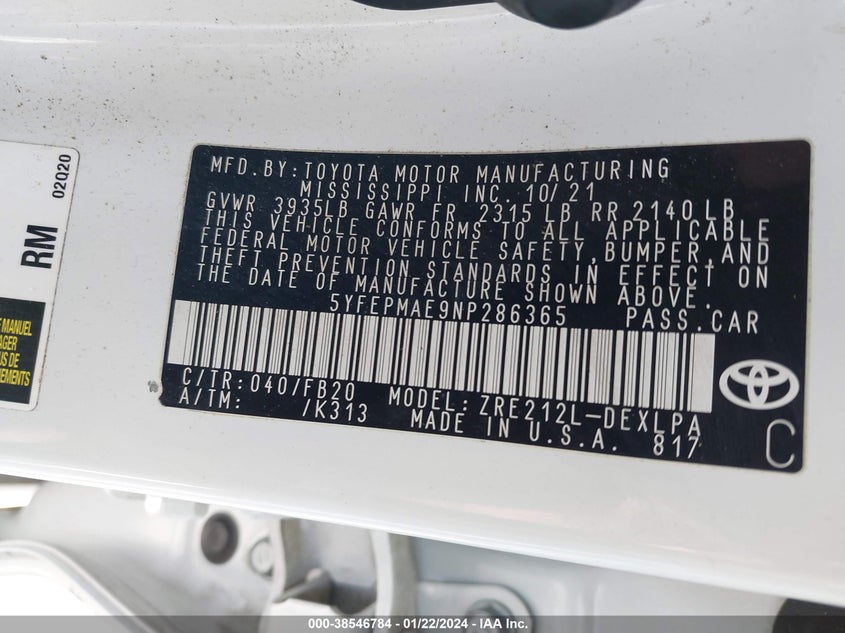 MFD.BY:TOYOTA MOTOR MANUFACTURING
MISSISSIPPI INC. 10/21
GVWR 3935LB GAWR FR 2315 LB RR 2140 LB
THIS VEHICLE CONFORMS TO ALL APPLICABLE
FEDERAL MOTOR VEHICLE SAFETY, BUMPER, AND
THEFT PREVENTION STANDARDS IN EFFECT ON
THE DATE OF MANUFACTURE SHOWN ABOVE.
5YFEPMAE9NP286365 PASS.CAR
C/TR:040/FB20 MODEL:ZRE212L-DEXLPA
A/TM: /K313 MADE IN U.S.A. 817
C
RM 02020
MANUEL
US DE
000-38546784 - 01/22/2024 - IAA Inc.